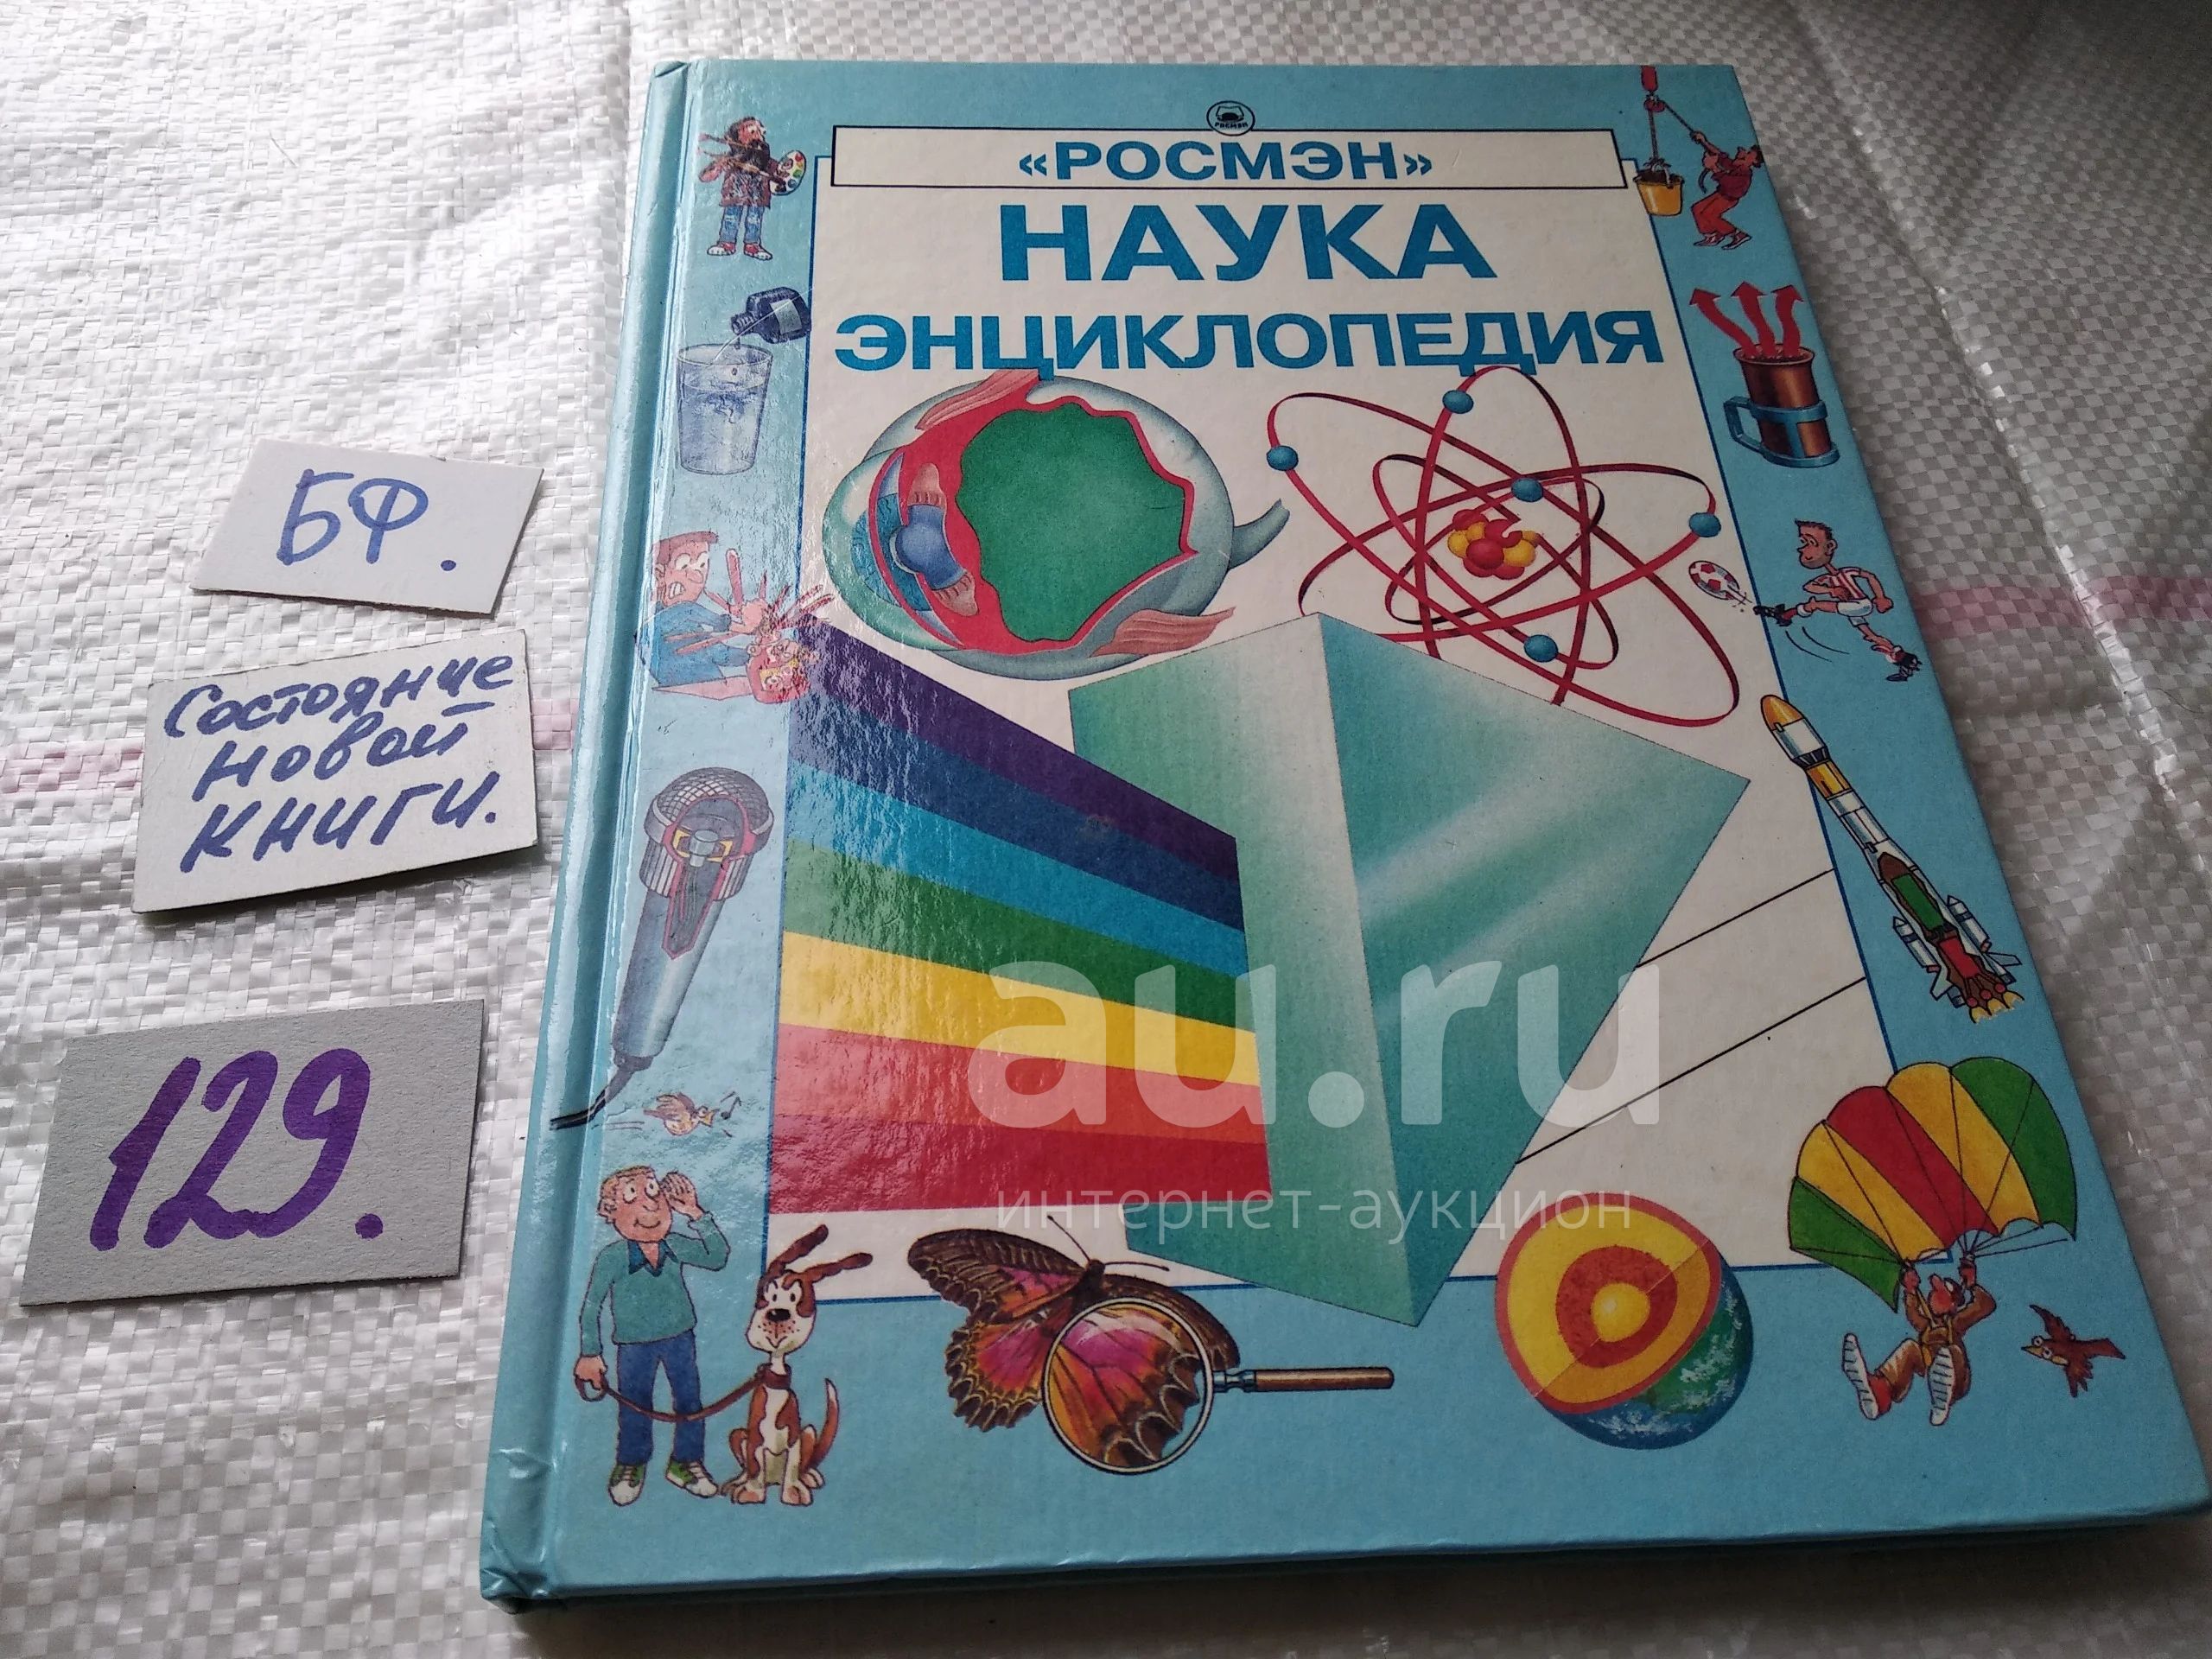 РОСМЭН
«РОСМЭН»
НАУКА
ЭНЦИКЛОПЕДИЯ
БФ.
Состояние
новой
книги.
129.
au.ru
интернет-аукцион